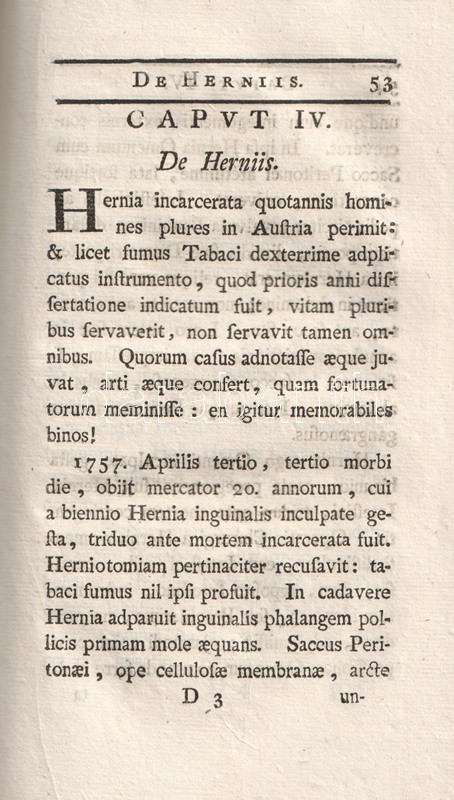 DE HERNIIS. 53
CAPVT IV.
De Herniis.
Hernia incarcerata quotannis homi-
nes plures in Auſtria perimit:
& licet fumus Tabaci dexterrime adpli-
catus inſtrumento, quod prioris anni diſ-
ſertatione indicatum fuit, vitam pluri-
bus ſervaverit, non ſervavit tamen om-
nibus. Quorum caſus adnotaſſe æque ju-
vat, arti æque confert, quam fortuna-
torum meminiſſe: en igitur memorabiles
binos!
1757. Aprilis tertio, tertio morbi
die, obiit mercator 20. annorum, cui
a biennio Hernia inguinalis inculpate ge-
ſta, triduo ante mortem incarcerata fuit.
Herniotomiam pertinaciter recuſavit: ta-
baci fumus nil ipſi profuit. In cadavere
Hernia adparuit inguinalis phalangem pol-
licis primam mole æquans. Saccus Peri-
tonæi, ope celluloſæ membranæ, arcte
D 3 un-